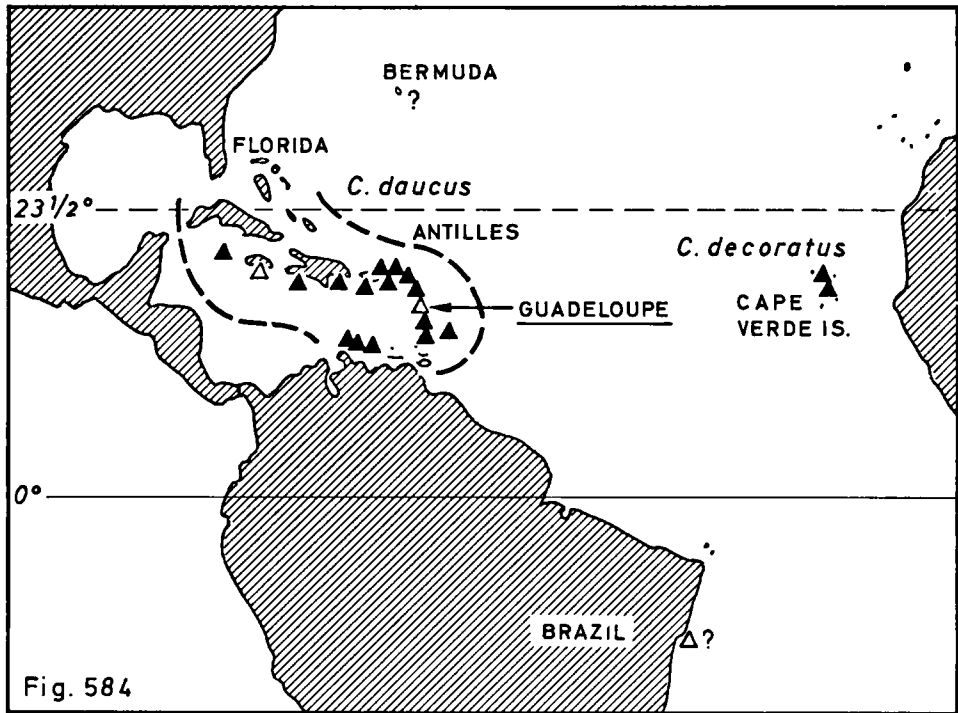 BERMUDA
?
FLORIDA
C. daucus
23 1/2°
ANTILLES
C. decoratus
GUADELOUPE
CAPE
VERDE IS.
0°
BRAZIL
?
Fig. 584